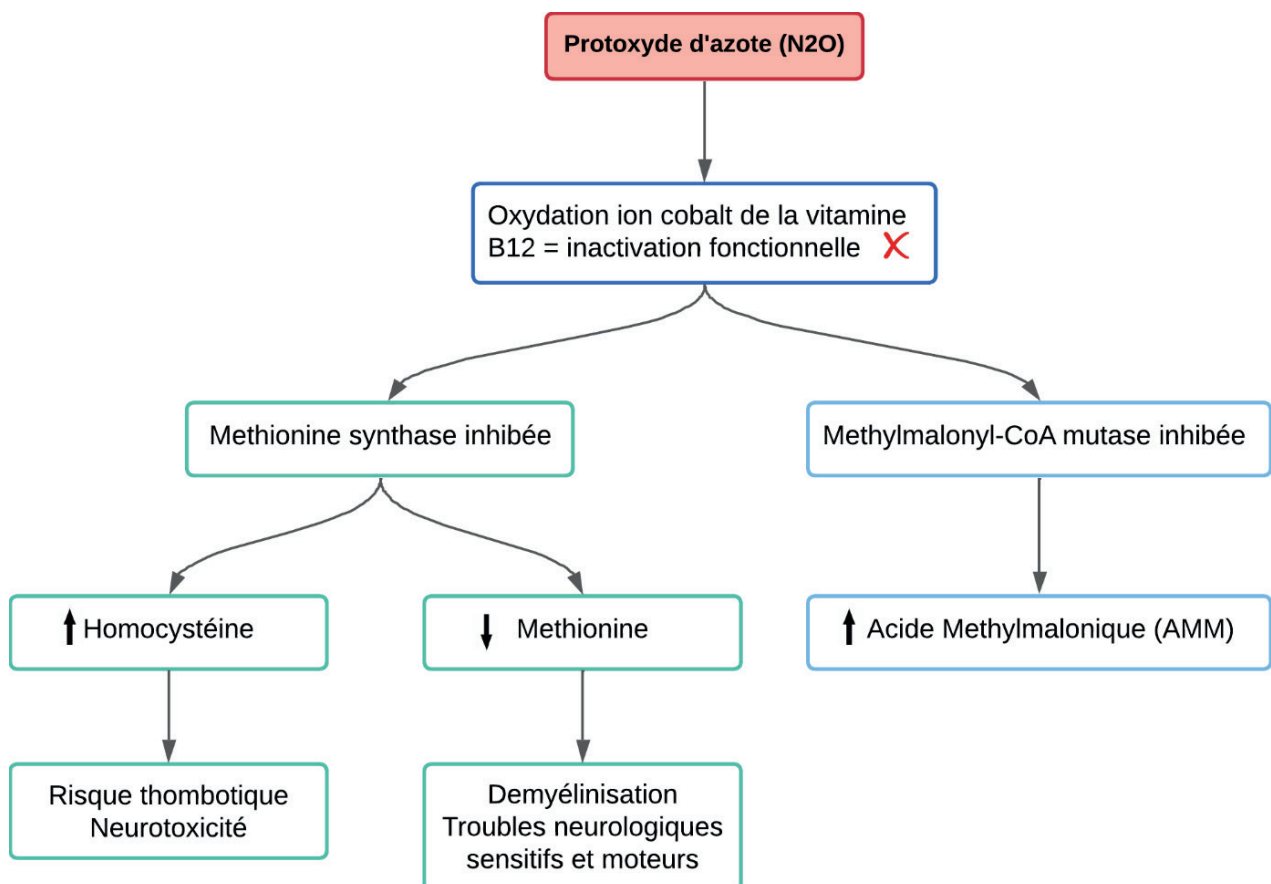 Protoxyde d'azote (N2O)
Oxydation ion cobalt de la vitamine
B12 = inactivation fonctionnelle
Methionine synthase inhibée
Methylmalonyl-CoA mutase inhibée
Homocystéine
Methionine
Acide Methylmalonique (AMM)
Risque thombotique
Neurotoxicité
Demyélinisation
Troubles neurologiques
sensitifs et moteurs